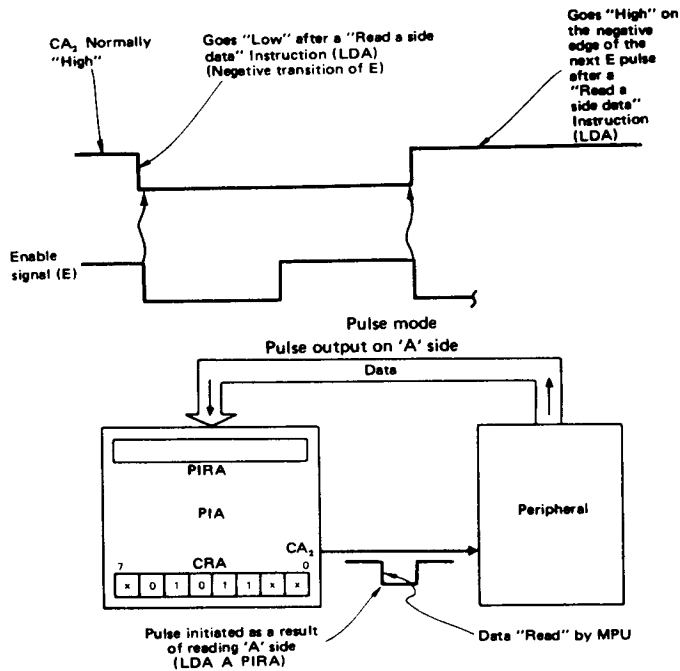 CA₂ Normally
"High"
Goes "Low" after a "Read a side
data" Instruction (LDA)
(Negative transition of E)
Goes "High" on
the negative
edge of the
next E pulse
after a
"Read a
side data"
Instruction
(LDA)
Enable
signal (E)
Pulse mode
Pulse output on 'A' side
Data
PIRA
PIA
CRA
CA₂
7 0
x 0 1 0 1 1 x x
Peripheral
Pulse initiated as a result
of reading 'A' side
(LDA A PIRA)
Data "Read" by MPU